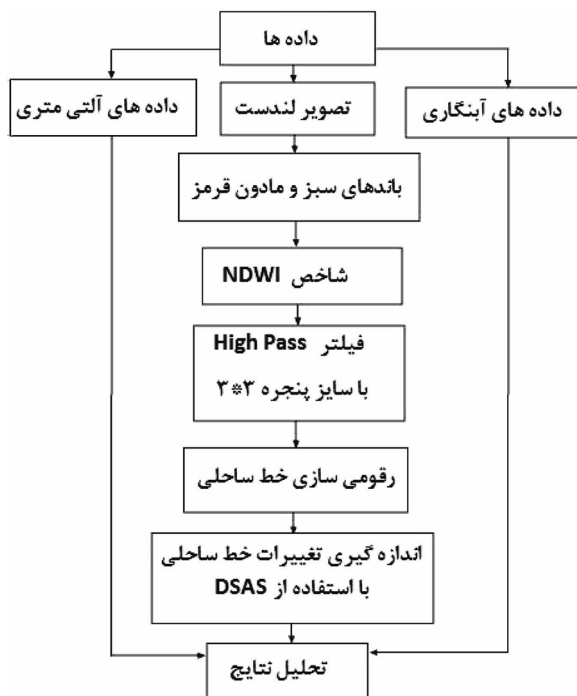 داده ها
داده های آلتی متری
تصویر لندست
داده های آبنگاری
باندهای سبز و مادون قرمز
شاخص NDWI
فیلتر High Pass
با سایز پنجره ۳*۳
رقومی سازی خط ساحلی
اندازه گیری تغییرات خط ساحلی
با استفاده از DSAS
تحلیل نتایج